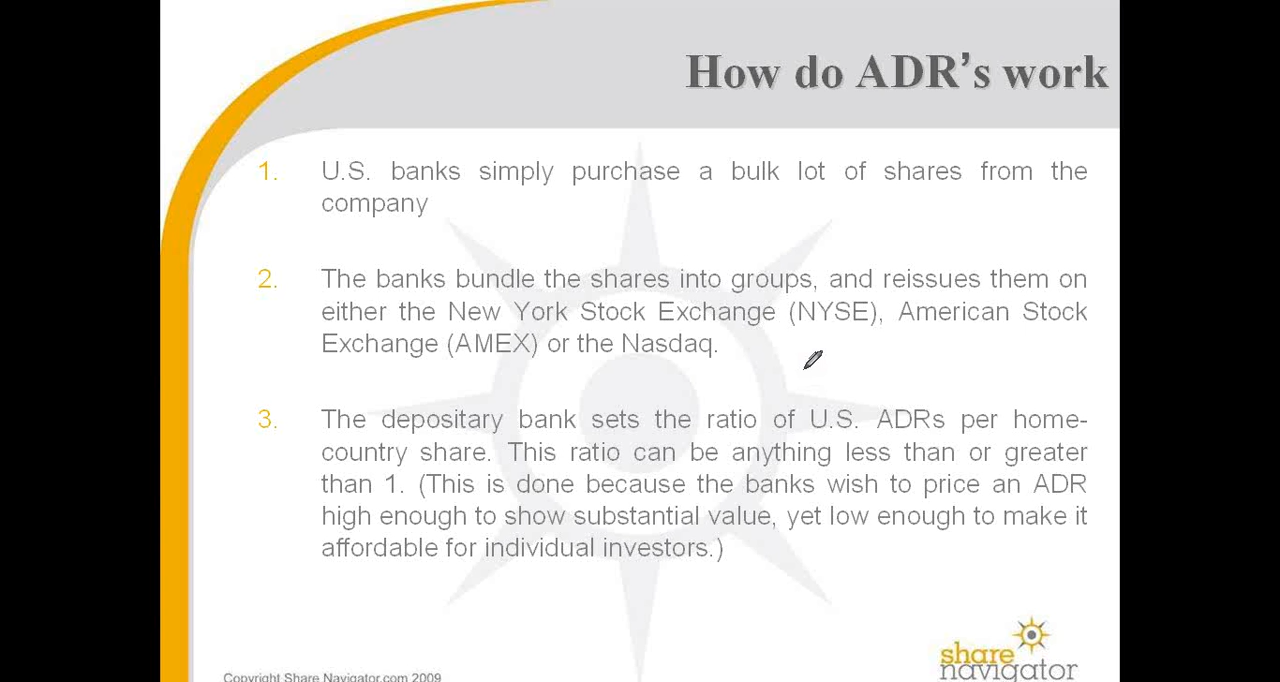 How do ADR's work
1. U.S. banks simply purchase a bulk lot of shares from the
company
2. The banks bundle the shares into groups, and reissues them on
either the New York Stock Exchange (NYSE), American Stock
Exchange (AMEX) or the Nasdaq.
3. The depositary bank sets the ratio of U.S. ADRs per home-
country share. This ratio can be anything less than or greater
than 1. (This is done because the banks wish to price an ADR
high enough to show substantial value, yet low enough to make it
affordable for individual investors.)
share
navigator
Copyright Share Navigator.com 2009